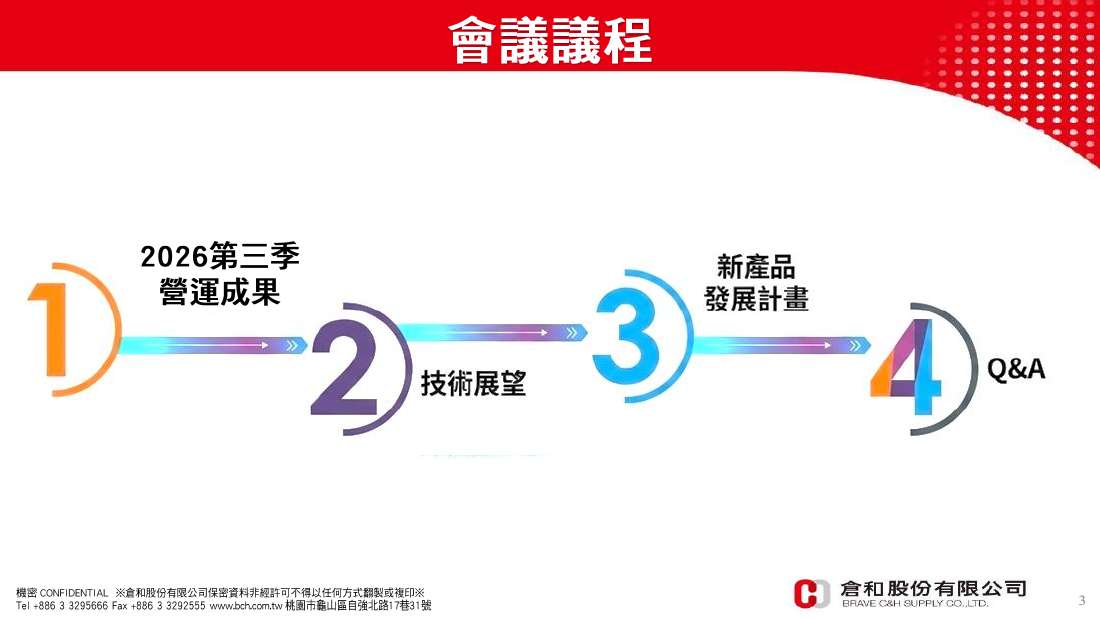 會議議程
1
2026第三季
營運成果
2
技術展望
3
新產品
發展計畫
4
Q&A
機密 CONFIDENTIAL ※倉和股份有限公司保密資料非經許可不得以任何方式翻製或複印※
Tel +886 3 3295666 Fax +886 3 3292555 www.bch.com.tw 桃園市龜山區自強北路17巷31號
倉和股份有限公司
BRAVE C&H SUPPLY CO.,LTD.
3